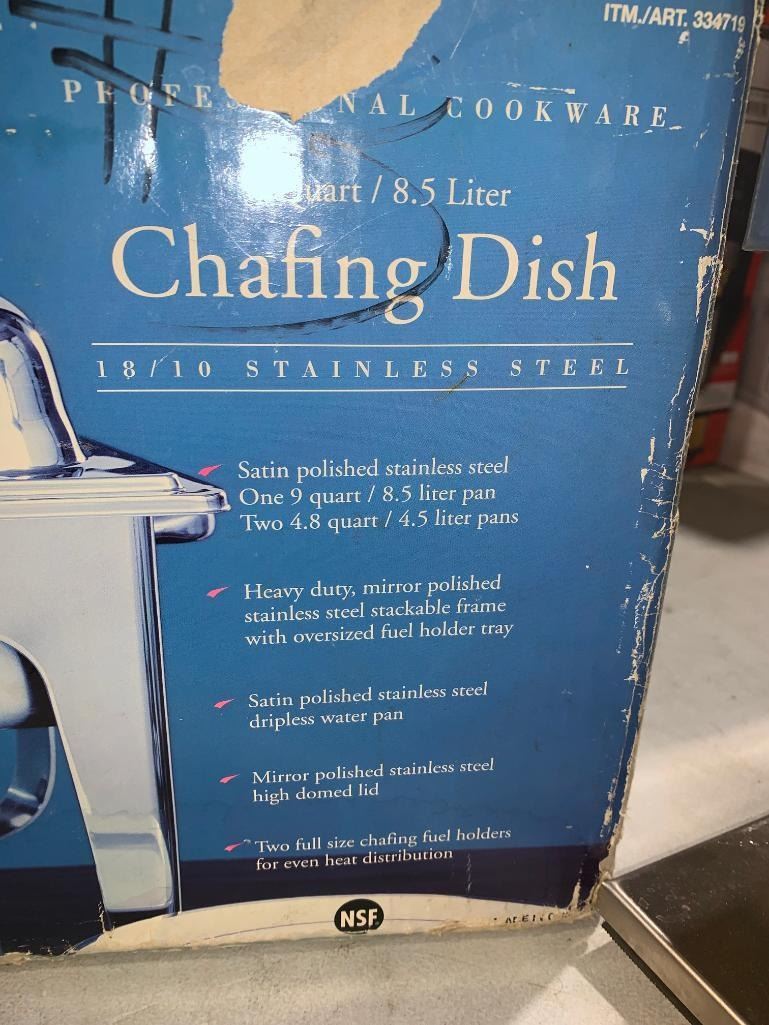 ITM./ART. 334719
COOKWARE
/ 8.5 Liter
Chafing Dish
18/10 STAINLESS STEEL
Satin polished stainless steel
One 9 quart / 8.5 liter pan
Two 4.8 quart / 4.5 liter pans
Heavy duty, mirror polished
stainless steel stackable frame
with oversized fuel holder tray
Satin polished stainless steel
dripless water pan
Mirror polished stainless steel
high domed lid
Two full size chafing fuel holders
for even heat distribution
NSF